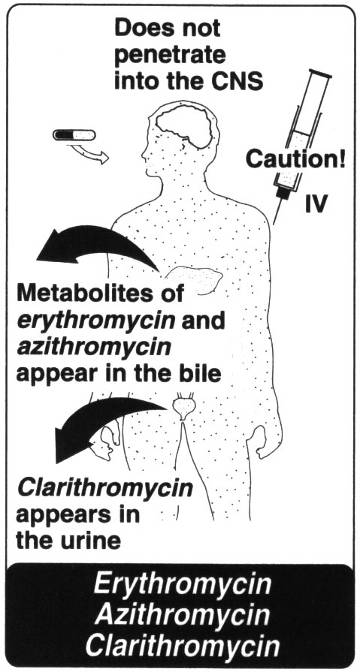 Does not
penetrate
into the CNS
Caution!
IV
Metabolites of
erythromycin and
azithromycin
appear in the bile
Clarithromycin
appears in
the urine
Erythromycin
Azithromycin
Clarithromycin